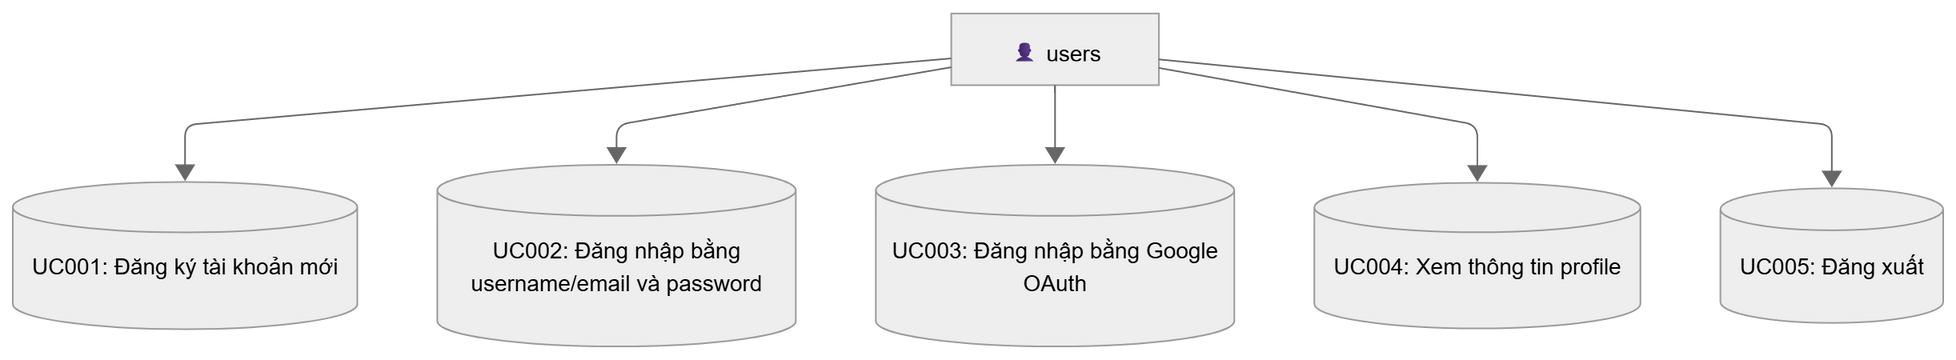 users
UC001: Đăng ký tài khoản mới
UC002: Đăng nhập bằng
username/email và password
UC003: Đăng nhập bằng Google
OAuth
UC004: Xem thông tin profile
UC005: Đăng xuất